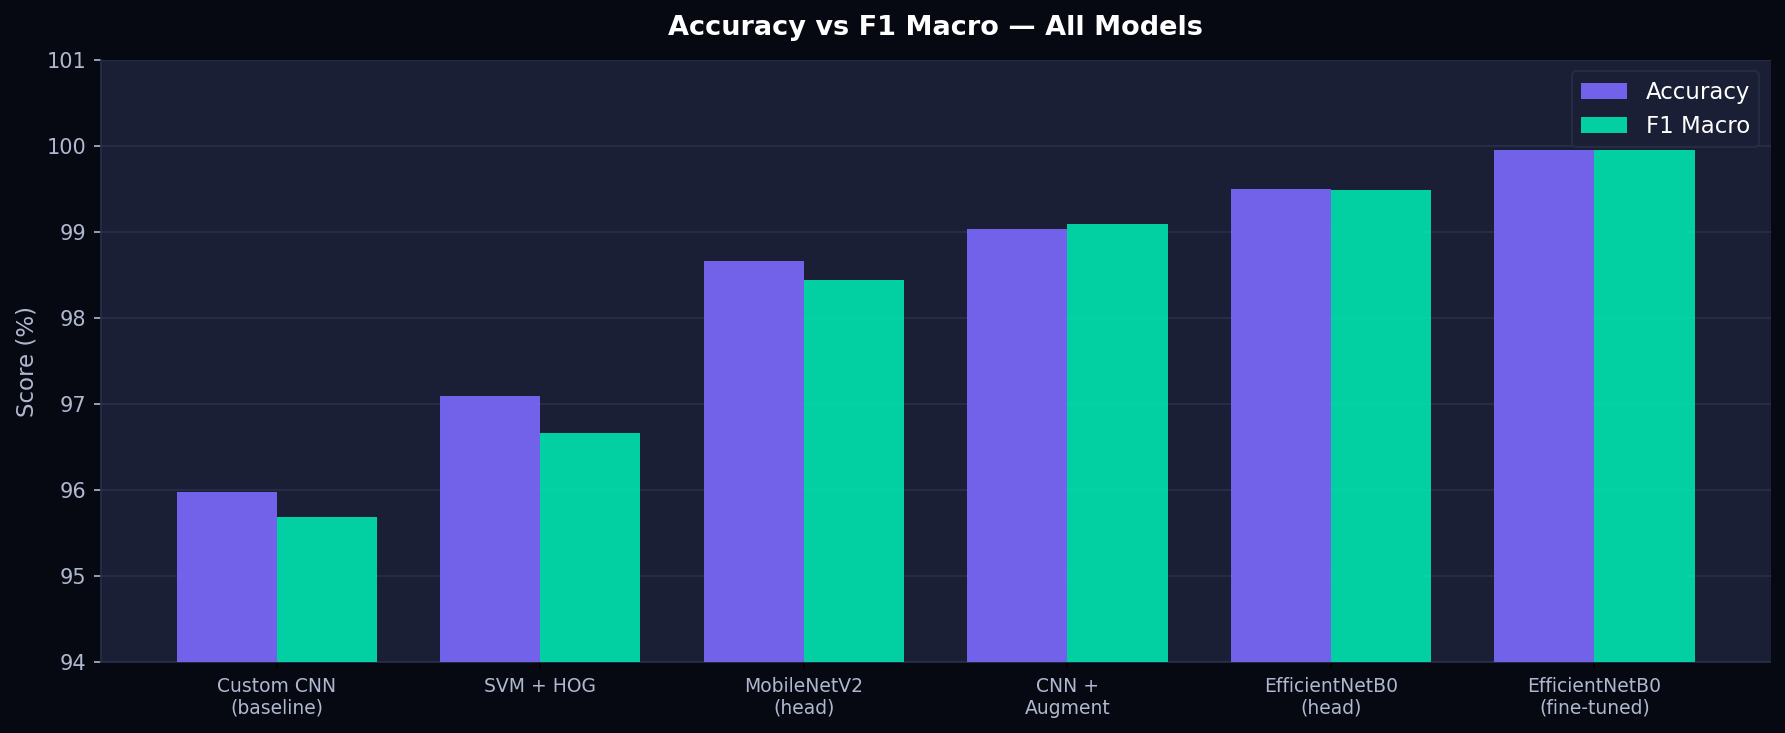 Accuracy vs F1 Macro — All Models
101
100
99
98
97
96
95
94
Score (%)
Accuracy
F1 Macro
Custom CNN
(baseline)
SVM + HOG
MobileNetV2
(head)
CNN +
Augment
EfficientNetB0
(head)
EfficientNetB0
(fine-tuned)